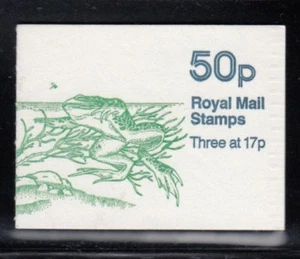 50p
Royal Mail
Stamps
Three at 17p